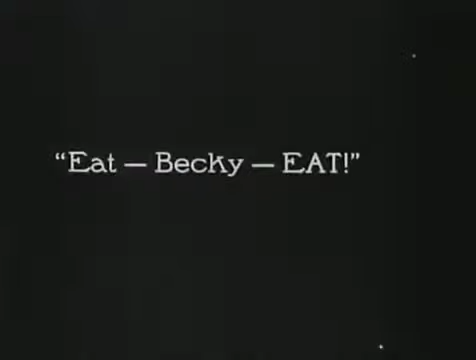 “Eat — Becky — EAT!”